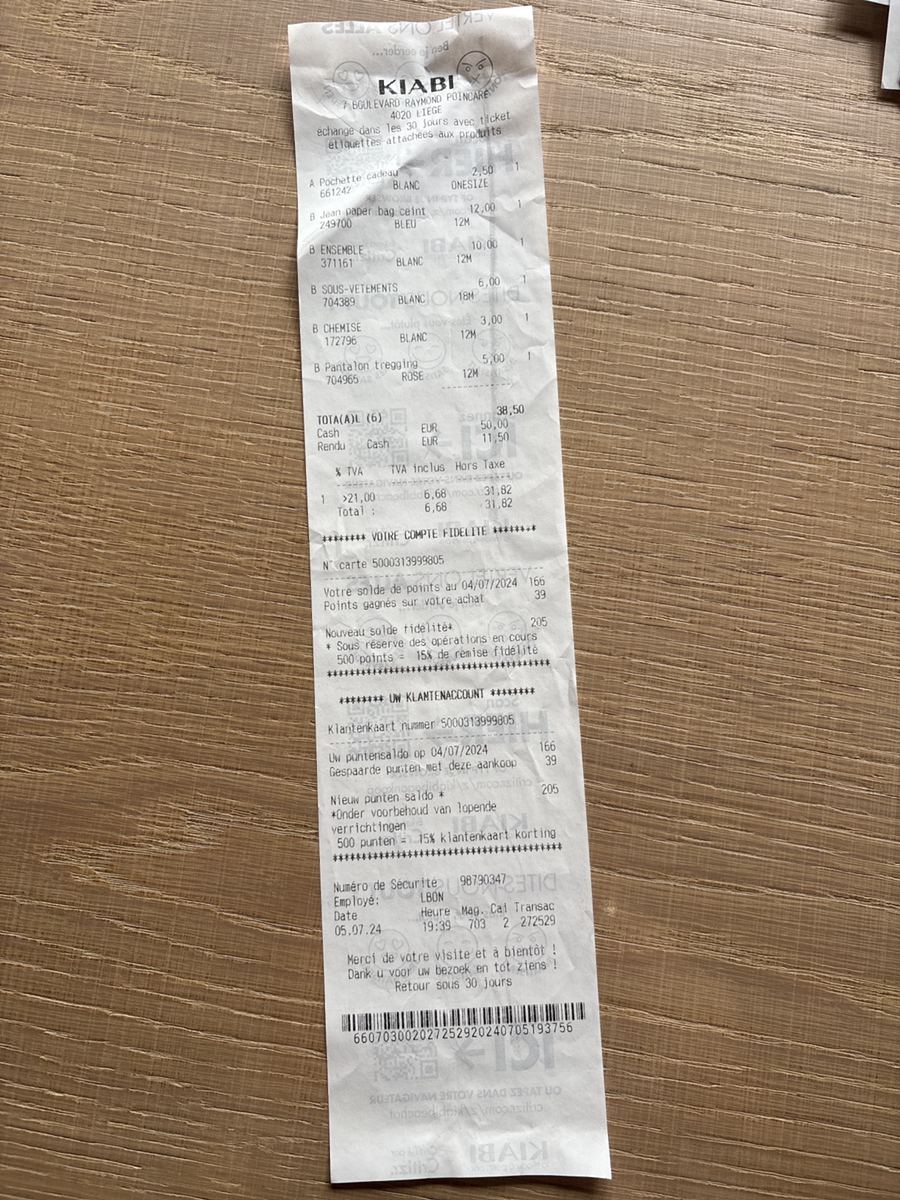 KIABI
7 BOULEVARD RAYMOND POINCARE
4020 LIEGE
échange dans les 30 jours avec ticket
étiquettes attachées aux produits
A Pochette cadeau 2,50 1
661242 BLANC ONESIZE
B Jean paper bag ceint 12,00 1
249700 BLEU 12M
B ENSEMBLE 10,00 1
371161 BLANC 12M
B SOUS-VETEMENTS 6,00 1
704389 BLANC 18M
B CHEMISE 3,00 1
172796 BLANC 12M
B Pantalon tregging 5,00 1
704965 ROSE 12M
TOTA(A)L (6) 38,50
Cash EUR 50,00
Rendu Cash EUR 11,50
% TVA TVA inclus Hors Taxe
1 >21,00 6,68 31,82
Total : 6,68 31,82
******** VOTRE COMPTE FIDELITE ********
N° carte 5000313999805
Votre solde de points au 04/07/2024 166
Points gagnés sur votre achat 39
Nouveau solde fidélité* 205
* Sous réserve des opérations en cours
500 points = 15% de remise fidélité
****************************************
******** UW KLANTENACCOUNT ********
Klantenkaart nummer 5000313999805
Uw puntensaldo op 04/07/2024 166
Gespaarde punten met deze aankoop 39
Nieuw punten saldo * 205
*Onder voorbehoud van lopende
verrichtingen
500 punten = 15% klantenkaart korting
****************************************
Numéro de Sécurité 98790347
Employé: LBON
Date Heure Mag. Cai Transac
05.07.24 19:39 703 2 272529
Merci de votre visite et à bientôt !
Dank u voor uw bezoek en tot ziens !
Retour sous 30 jours
66070300202725292024070519375​6